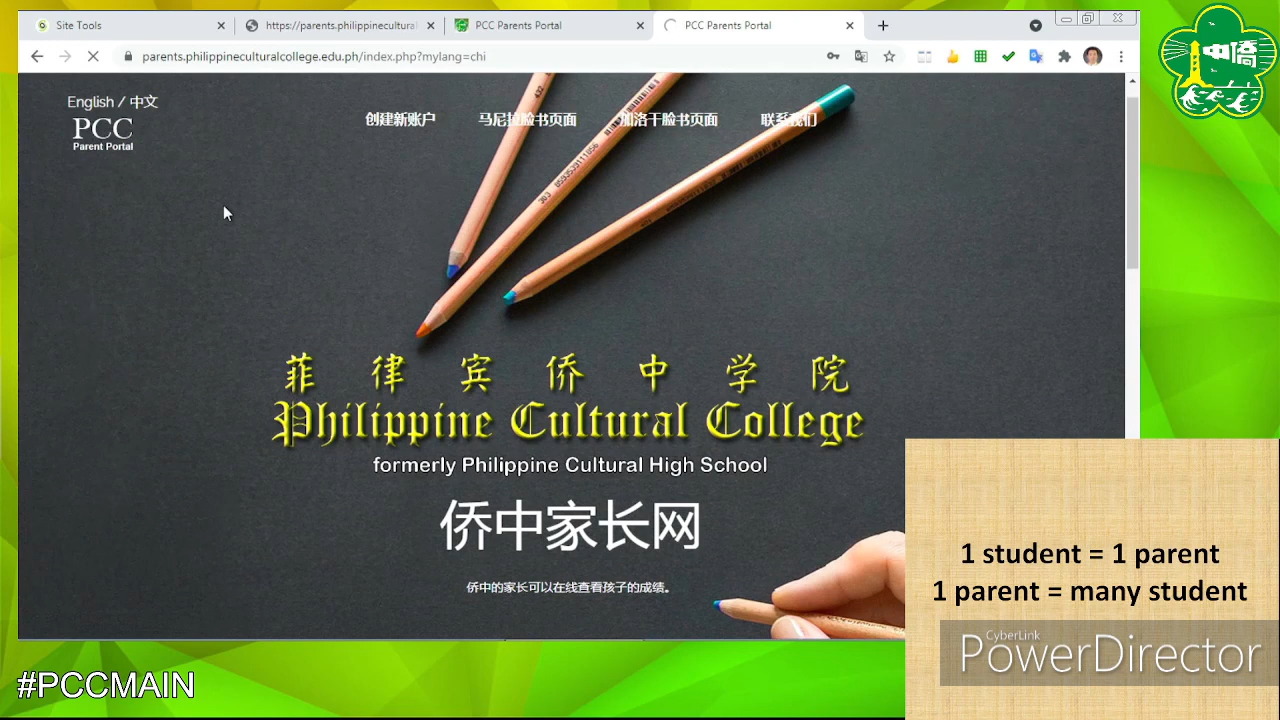 Site Tools
https://parents.philippinecultural
PCC Parents Portal
PCC Parents Portal
parents.philippineculturalcollege.edu.ph/index.php?mylang=chi
English / 中文
PCC
Parent Portal
创建新账户
马尼拉脸书页面
加洛干脸书页面
联系我们
432
383 8593539111856
菲律宾侨中学院
Philippine Cultural College
formerly Philippine Cultural High School
侨中家长网
侨中的家长可以在线查看孩子的成绩。
中僑
1 student = 1 parent
1 parent = many student
CyberLink
PowerDirector
#PCCMAIN